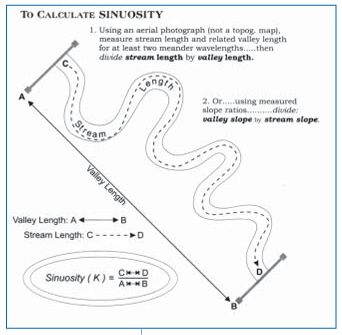 TO CALCULATE SINUOSITY
1. Using an aerial photograph (not a topog. map),
measure stream length and related valley length
for at least two meander wavelengths.....then
divide stream length by valley length.
C
Length
A
2. Or.....using measured
slope ratios..........divide:
valley slope by stream slope.
Stream
Valley Length
Valley Length: A B
Stream Length: C D
D
Sinuosity (K) = C D
A B
B